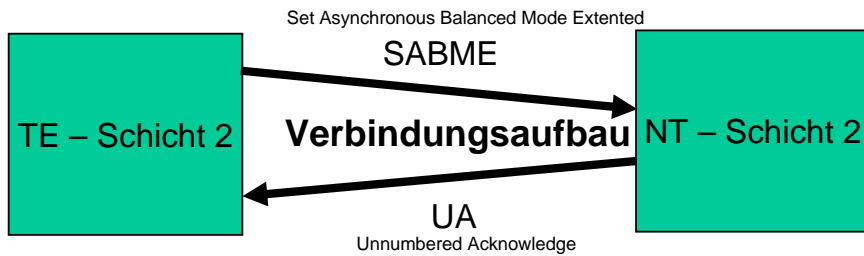 Set Asynchronous Balanced Mode Extented
SABME
TE – Schicht 2
Verbindungsaufbau
NT – Schicht 2
UA
Unnumbered Acknowledge